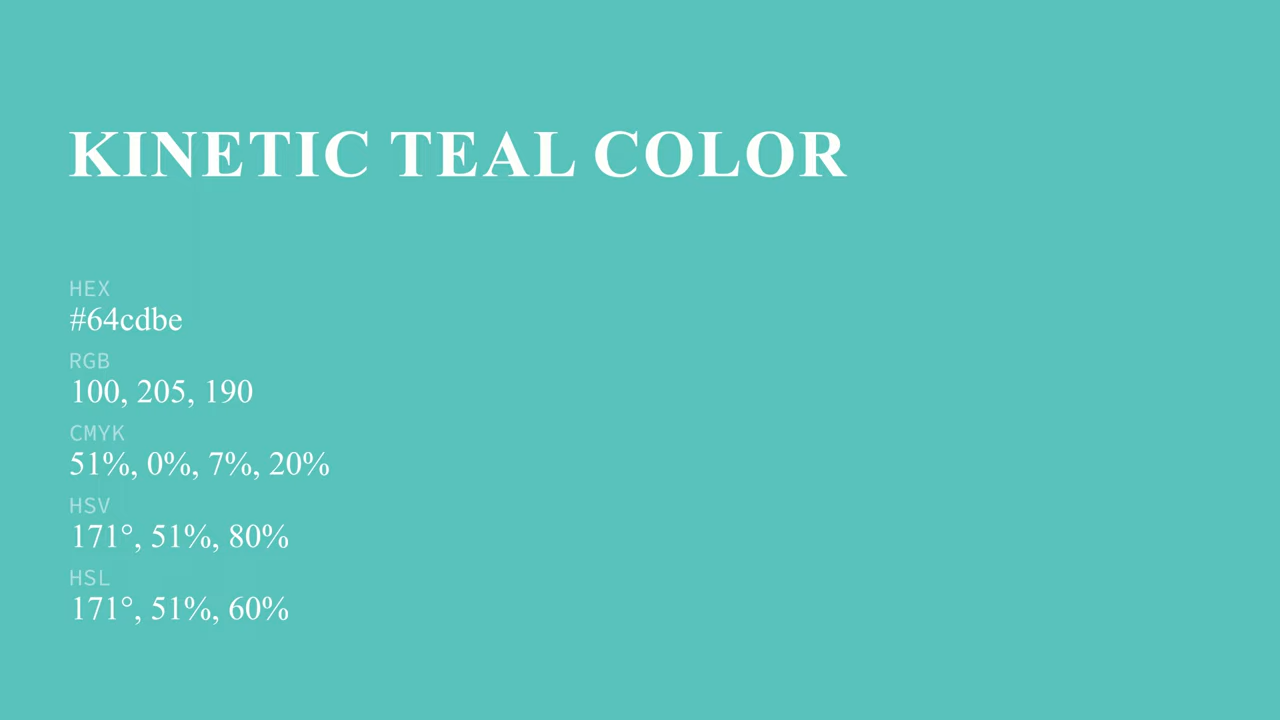 KINETIC TEAL COLOR
HEX
#64cdbe
RGB
100, 205, 190
CMYK
51%, 0%, 7%, 20%
HSV
171°, 51%, 80%
HSL
171°, 51%, 60%